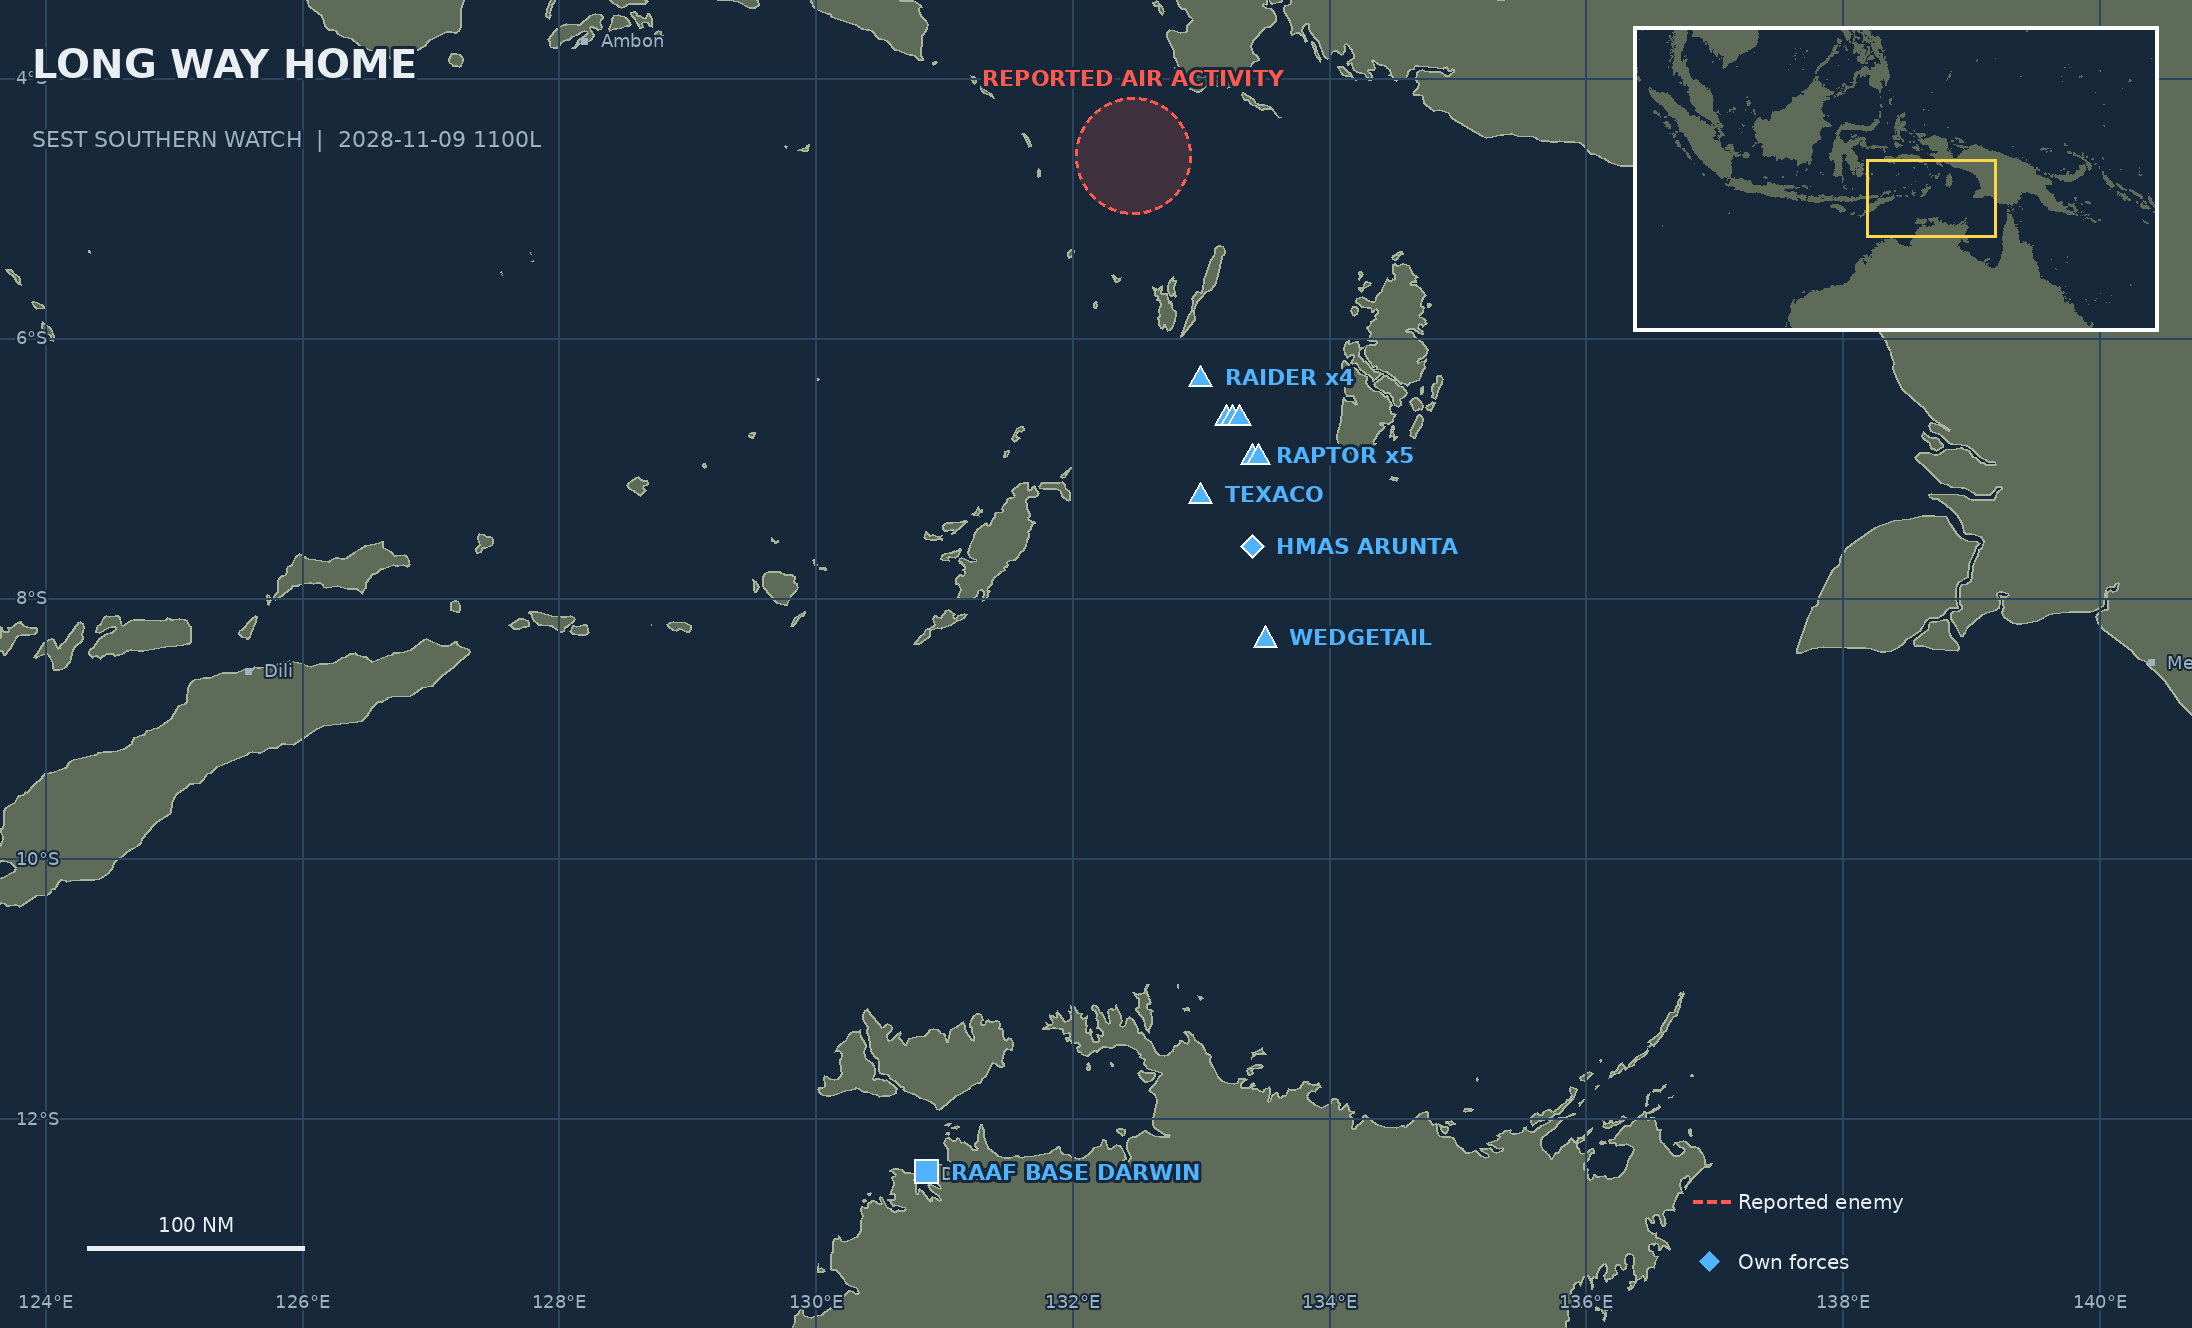 Ambon
LONG WAY HOME
4°S
REPORTED AIR ACTIVITY
SEST SOUTHERN WATCH | 2028-11-09 1100L
6°S
RAIDER x4
RAPTOR x5
TEXACO
HMAS ARUNTA
8°S
WEDGETAIL
Dili
Me
10°S
12°S
D
RAAF BASE DARWIN
Reported enemy
100 NM
Own forces
124°E
126°E
128°E
130°E
132°E
134°E
136°E
138°E
140°E